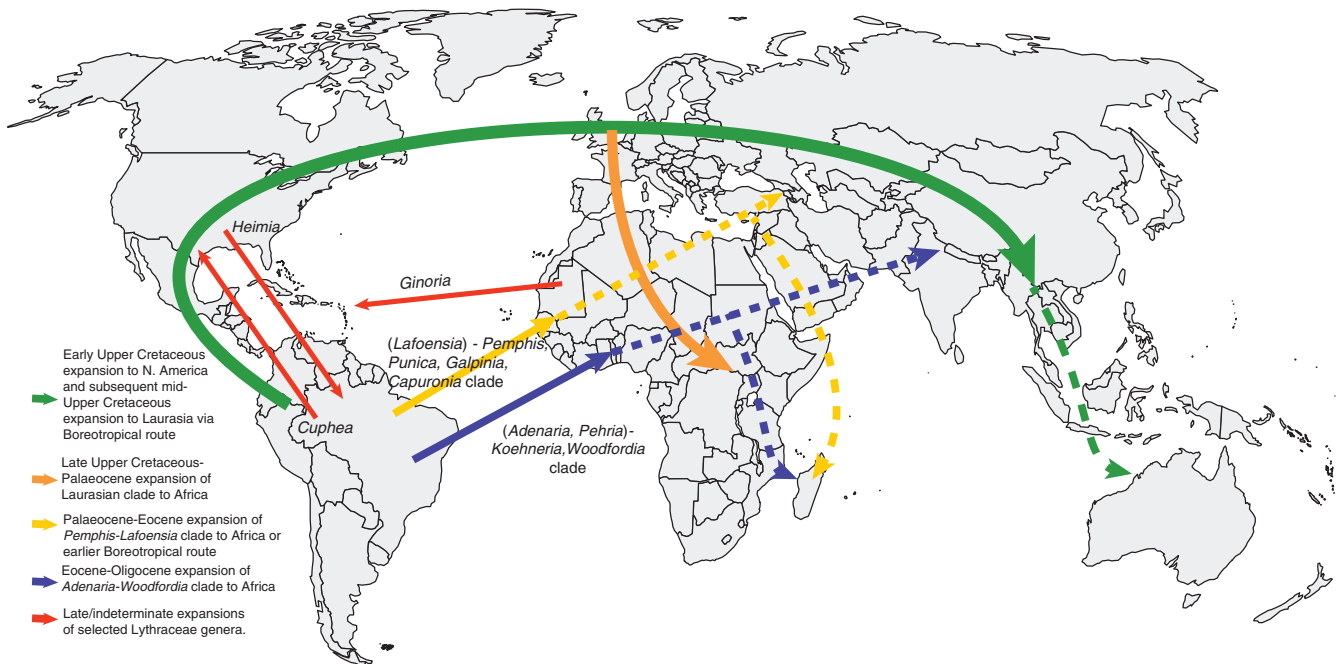 Heimia
Ginoria
(Lafoensia) - Pemphis,
Punica, Galpinia,
Capuronia clade
Cuphea
(Adenaria, Pehria)-
Koehneria,Woodfordia
clade
Early Upper Cretaceous
expansion to N. America
and subsequent mid-
Upper Cretaceous
expansion to Laurasia via
Boreotropical route
Late Upper Cretaceous-
Palaeocene expansion of
Laurasian clade to Africa
Palaeocene-Eocene expansion of
Pemphis-Lafoensia clade to Africa or
earlier Boreotropical route
Eocene-Oligocene expansion of
Adenaria-Woodfordia clade to Africa
Late/indeterminate expansions
of selected Lythraceae genera.